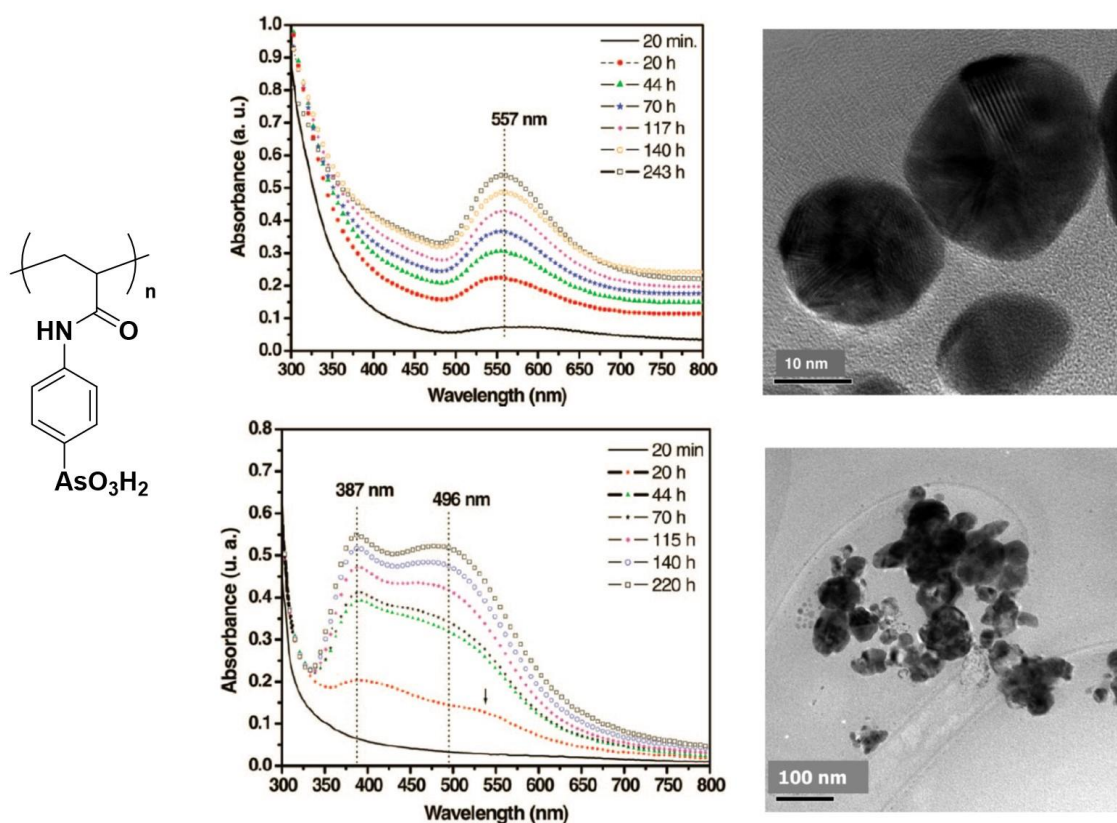 n
HN
O
AsO₃H₂
1.0
0.9
0.8
0.7
0.6
0.5
0.4
0.3
0.2
0.1
0.0
Absorbance (a. u.)
300 350 400 450 500 550 600 650 700 750 800
Wavelength (nm)
557 nm
20 min.
20 h
44 h
70 h
117 h
140 h
243 h
10 nm
0.8
0.7
0.6
0.5
0.4
0.3
0.2
0.1
0.0
Absorbance (u. a.)
300 350 400 450 500 550 600 650 700 750 800
Wavelength (nm)
387 nm
496 nm
20 min
20 h
44 h
70 h
115 h
140 h
220 h
100 nm